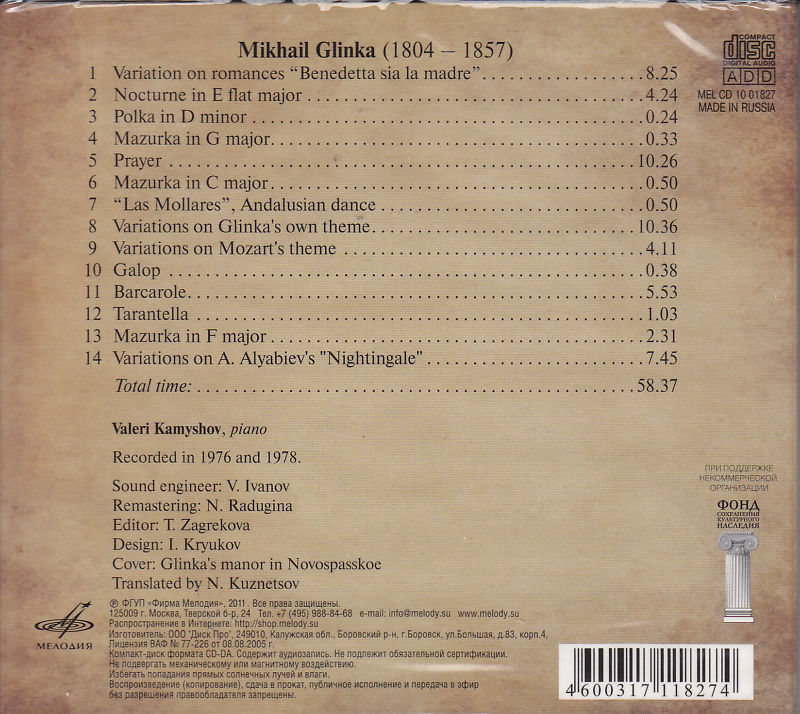 Mikhail Glinka (1804 – 1857)
1 Variation on romances “Benedetta sia la madre” 8.25
2 Nocturne in E flat major 4.24
3 Polka in D minor 0.24
4 Mazurka in G major 0.33
5 Prayer 10.26
6 Mazurka in C major 0.50
7 “Las Mollares”, Andalusian dance 0.50
8 Variations on Glinka's own theme 10.36
9 Variations on Mozart's theme 4.11
10 Galop 0.38
11 Barcarole 5.53
12 Tarantella 1.03
13 Mazurka in F major 2.31
14 Variations on A. Alyabiev's "Nightingale" 7.45
Total time: 58.37
COMPACT
disc
DIGITAL AUDIO
ADD
MEL CD 10 01827
MADE IN RUSSIA
Valeri Kamyshov, piano
Recorded in 1976 and 1978.
Sound engineer: V. Ivanov
Remastering: N. Radugina
Editor: T. Zagrekova
Design: I. Kryukov
Cover: Glinka's manor in Novospasskoe
Translated by N. Kuznetsov
ПРИ ПОДДЕРЖКЕ
НЕКОММЕРЧЕСКОЙ
ОРГАНИЗАЦИИ
ФОНД
СОХРАНЕНИЯ
КУЛЬТУРНОГО
НАСЛЕДИЯ
МЕЛОДИЯ
℗ ФГУП «Фирма Мелодия», 2011. Все права защищены.
125009 г. Москва, Тверской б-р, 24 Тел. +7 (495) 988-84-68 e-mail: info@melody.su www.melody.su
Распространение в Интернете: http://shop.melody.su
Изготовитель: ООО "Диск Про", 249010, Калужская обл., Боровский р-н, г.Боровск, ул.Большая, д.83, корп.4,
Лицензия ВАФ № 77-226 от 08.08.2005 г.
Компакт-диск формата CD-DA. Содержит аудиозапись. Не подлежит обязательной сертификации.
Не подвергать механическому или магнитному воздействию.
Избегать попадания прямых солнечных лучей и влаги.
Воспроизведение (копирование), сдача в прокат, публичное исполнение и передача в эфир
без разрешения правообладателя запрещены.
4 600317 118274